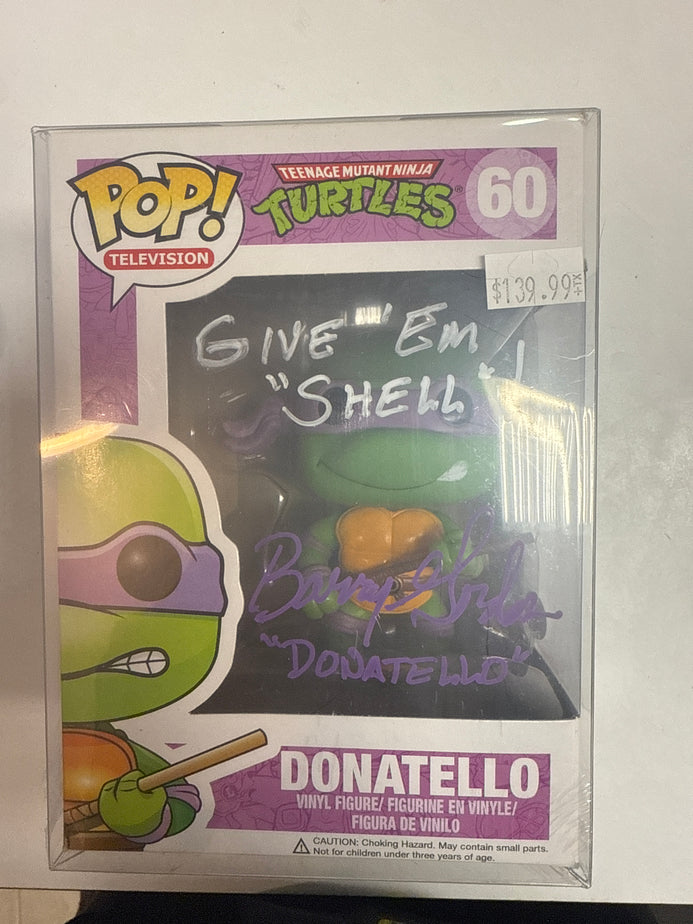 POP!
TELEVISION
TEENAGE MUTANT NINJA
TURTLES®
60
$139.99 +TX
GIVE "'EM
"SHELL"!
Barry Gordon
"DONATELLO"
DONATELLO
VINYL FIGURE/ FIGURINE EN VINYLE/
FIGURA DE VINILO
CAUTION: Choking Hazard. May contain small parts.
Not for children under three years of age.